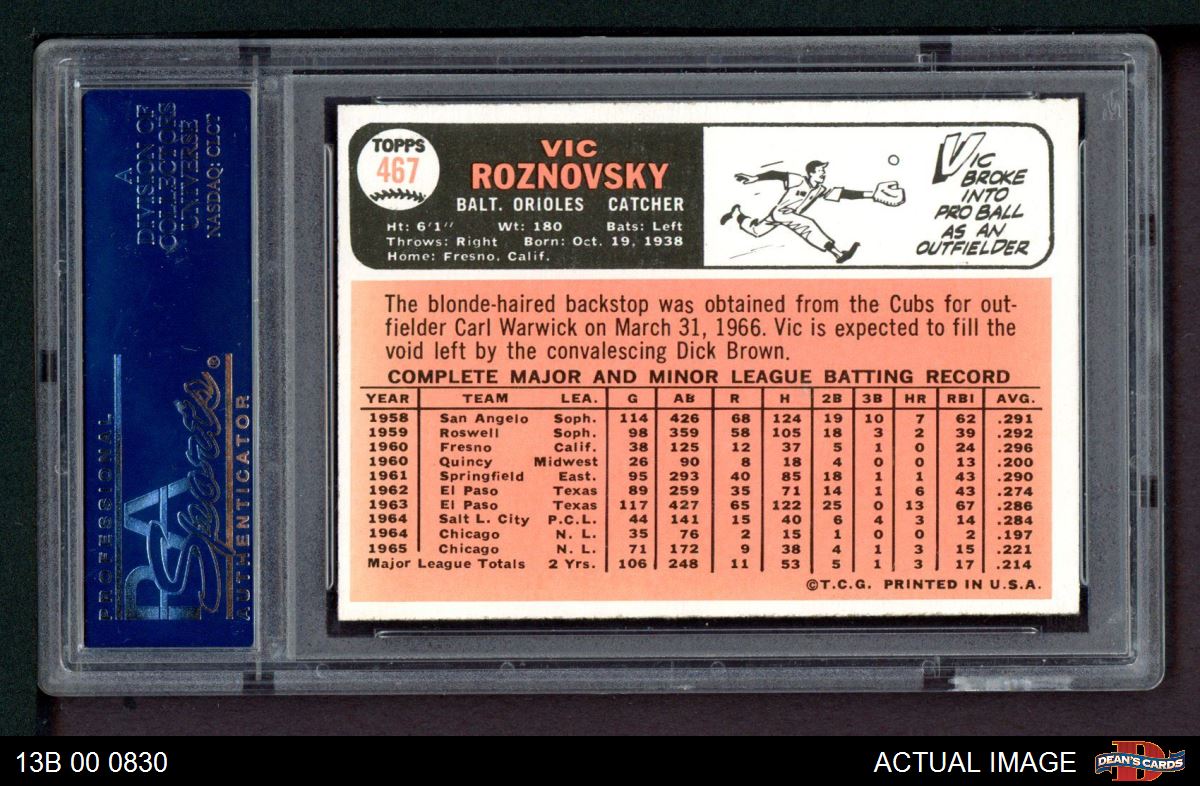 A
DIVISION OF
COLLECTORS
UNIVERSE
NASDAQ: CLCT
PROFESSIONAL
PSA
Sports®
AUTHENTICATOR
TOPPS
467
VIC
ROZNOVSKY
BALT. ORIOLES CATCHER
Ht: 6'1" Wt: 180 Bats: Left
Throws: Right Born: Oct. 19, 1938
Home: Fresno, Calif.
VIC
BROKE
INTO
PRO BALL
AS AN
OUTFIELDER
The blonde-haired backstop was obtained from the Cubs for out-
fielder Carl Warwick on March 31, 1966. Vic is expected to fill the
void left by the convalescing Dick Brown.
COMPLETE MAJOR AND MINOR LEAGUE BATTING RECORD
YEAR TEAM LEA. G AB R H 2B 3B HR RBI AVG.
1958 San Angelo Soph. 114 426 68 124 19 10 7 62 .291
1959 Roswell Soph. 98 359 58 105 18 3 2 39 .292
1960 Fresno Calif. 38 125 12 37 5 1 0 24 .296
1960 Quincy Midwest 26 90 8 18 4 0 0 13 .200
1961 Springfield East. 95 293 40 85 18 1 1 43 .290
1962 El Paso Texas 89 259 35 71 14 1 6 43 .274
1963 El Paso Texas 117 427 65 122 25 0 13 67 .286
1964 Salt L. City P.C.L. 44 141 15 40 6 4 3 14 .284
1964 Chicago N. L. 35 76 2 15 1 0 0 2 .197
1965 Chicago N. L. 71 172 9 38 4 1 3 15 .221
Major League Totals 2 Yrs. 106 248 11 53 5 1 3 17 .214
©T.C.G. PRINTED IN U.S.A.
13B 00 0830
ACTUAL IMAGE
D
DEAN'S CARDS